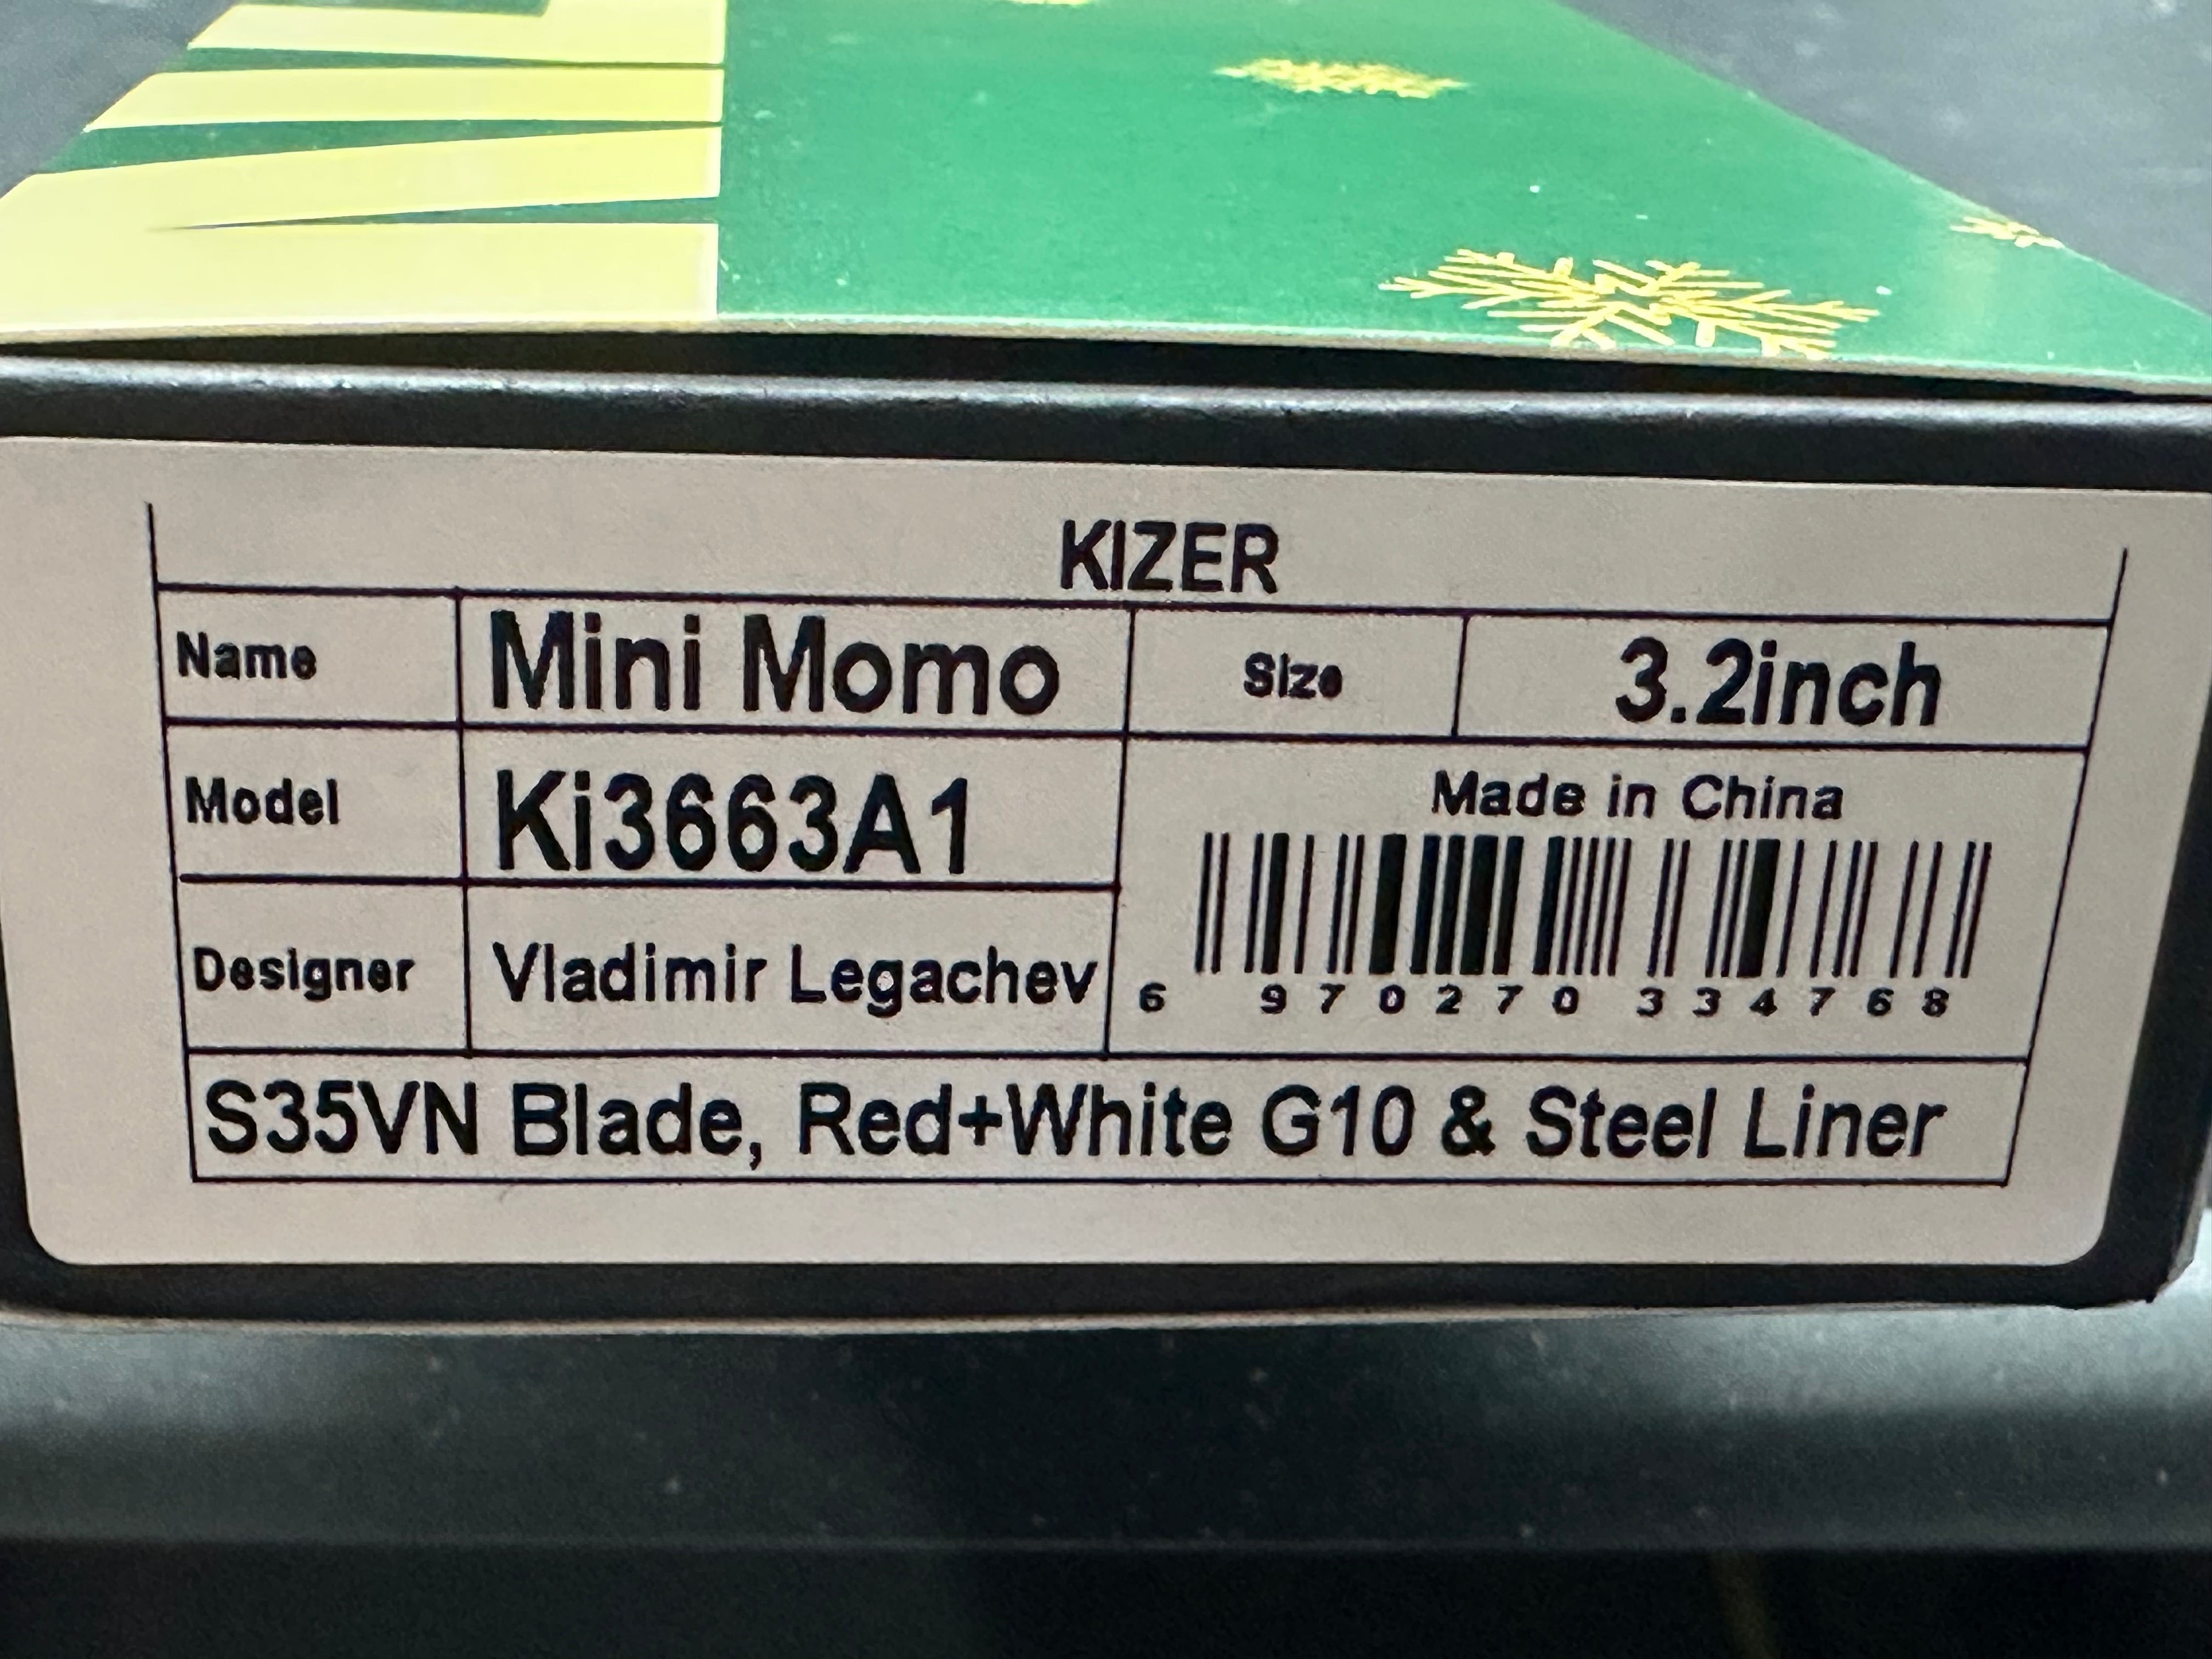 KIZER
Name Mini Momo Size 3.2inch
Model Ki3663A1 Made in China
Designer Vladimir Legachev 6 970270 334768
S35VN Blade, Red+White G10 & Steel Liner